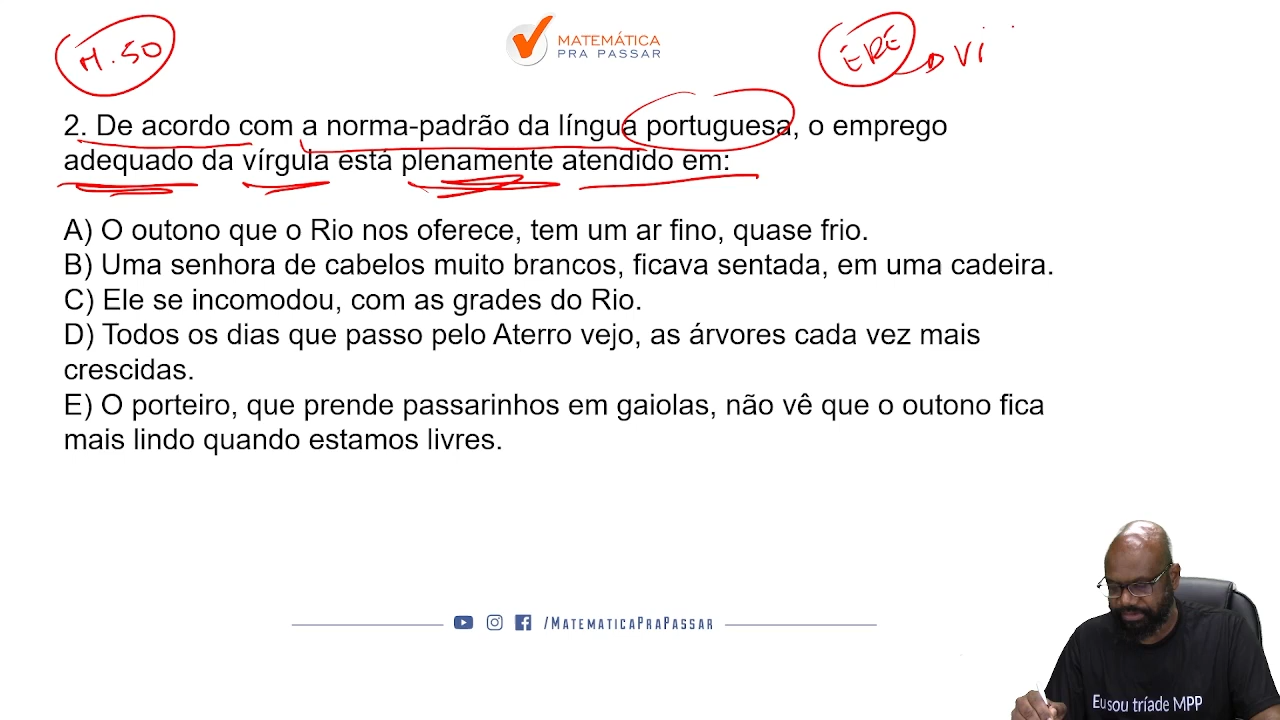 M.50
MATEMÁTICA
PRA PASSAR
ERE
VI
2. De acordo com a norma-padrão da língua portuguesa, o emprego
adequado da vírgula está plenamente atendido em:
A) O outono que o Rio nos oferece, tem um ar fino, quase frio.
B) Uma senhora de cabelos muito brancos, ficava sentada, em uma cadeira.
C) Ele se incomodou, com as grades do Rio.
D) Todos os dias que passo pelo Aterro vejo, as árvores cada vez mais
crescidas.
E) O porteiro, que prende passarinhos em gaiolas, não vê que o outono fica
mais lindo quando estamos livres.
/MATEMATICAPRAPASSAR
Eu sou tríade MPP